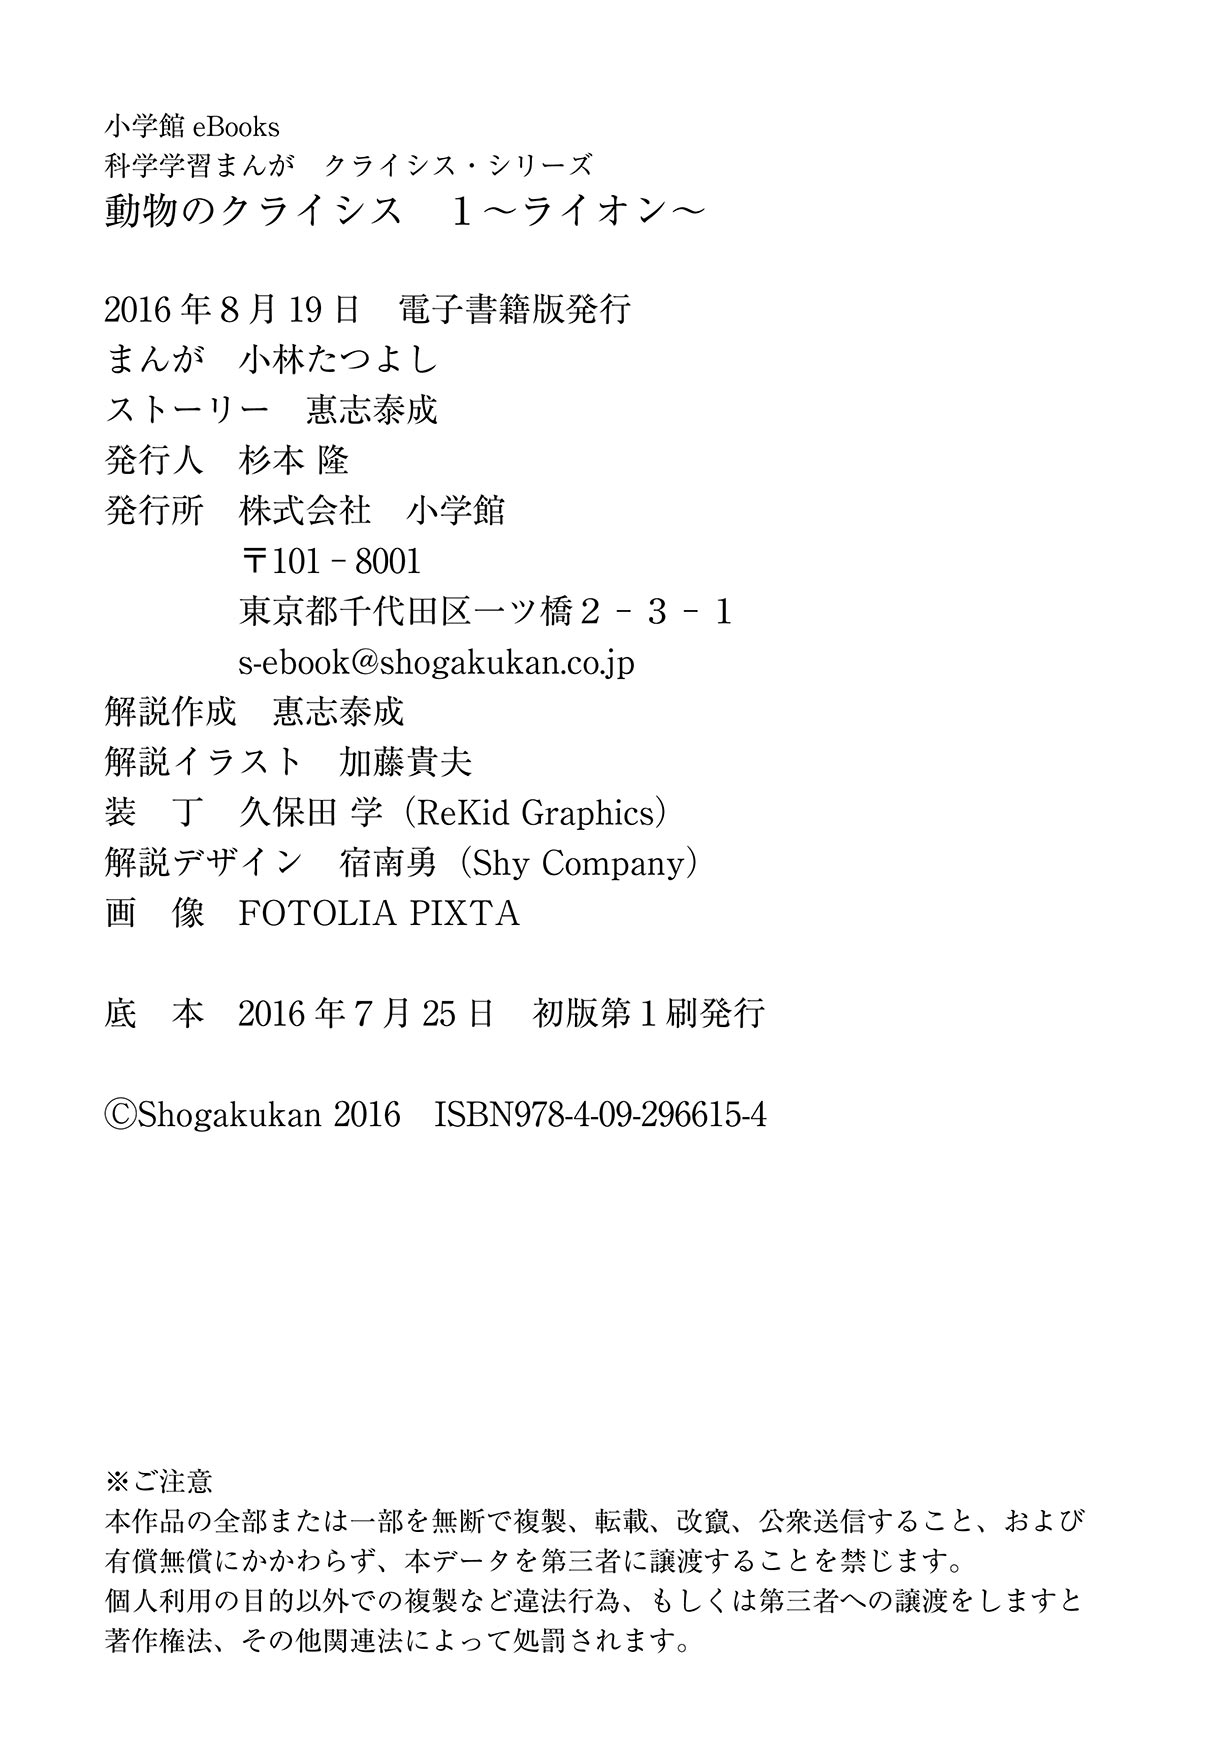 小学館 eBooks
科学学習まんが　クライシス・シリーズ
動物のクライシス　１～ライオン～
2016 年８月 19 日　電子書籍版発行
まんが　小林たつよし
ストーリー　惠志泰成
発行人　杉本 隆
発行所　株式会社　小学館
〒101－8001
東京都千代田区一ツ橋２－３－１
s-ebook@shogakukan.co.jp
解説作成　惠志泰成
解説イラスト　加藤貴夫
装　丁　久保田 学（ReKid Graphics）
解説デザイン　宿南勇（Shy Company）
画　像　FOTOLIA PIXTA
底　本　2016 年７月 25 日　初版第１刷発行
ⒸShogakukan 2016　ISBN978-4-09-296615-4
※ご注意
本作品の全部または一部を無断で複製、転載、改竄、公衆送信すること、および
有償無償にかかわらず、本データを第三者に譲渡することを禁じます。
個人利用の目的以外での複製など違法行為、もしくは第三者への譲渡をしますと
著作権法、その他関連法によって処罰されます。